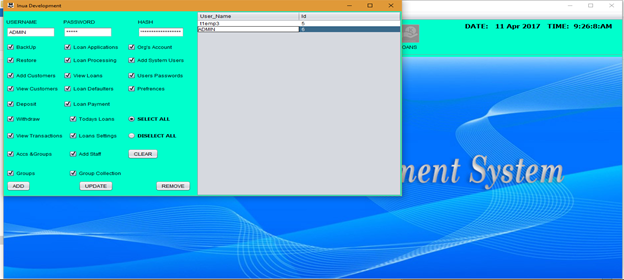 Inua Development
DATE: 11 Apr 2017 TIME: 9:26:8:AM
USERNAME PASSWORD HASH
ADMIN ***** *****************
User_Name Id
ADMIN 6
BackUp Loan Applications Org's Account
Restore Loan Processing Add System Users
Add Customers View Loans Users Passwords
View Customers Loan Defaulters Prefrences
Deposit Loan Payment
Withdraw Todays Loans SELECT ALL
View Transactions Loans Settings DISELECT ALL
Accs &Groups Add Staff CLEAR
Groups Group Collection
ADD UPDATE REMOVE
ment System